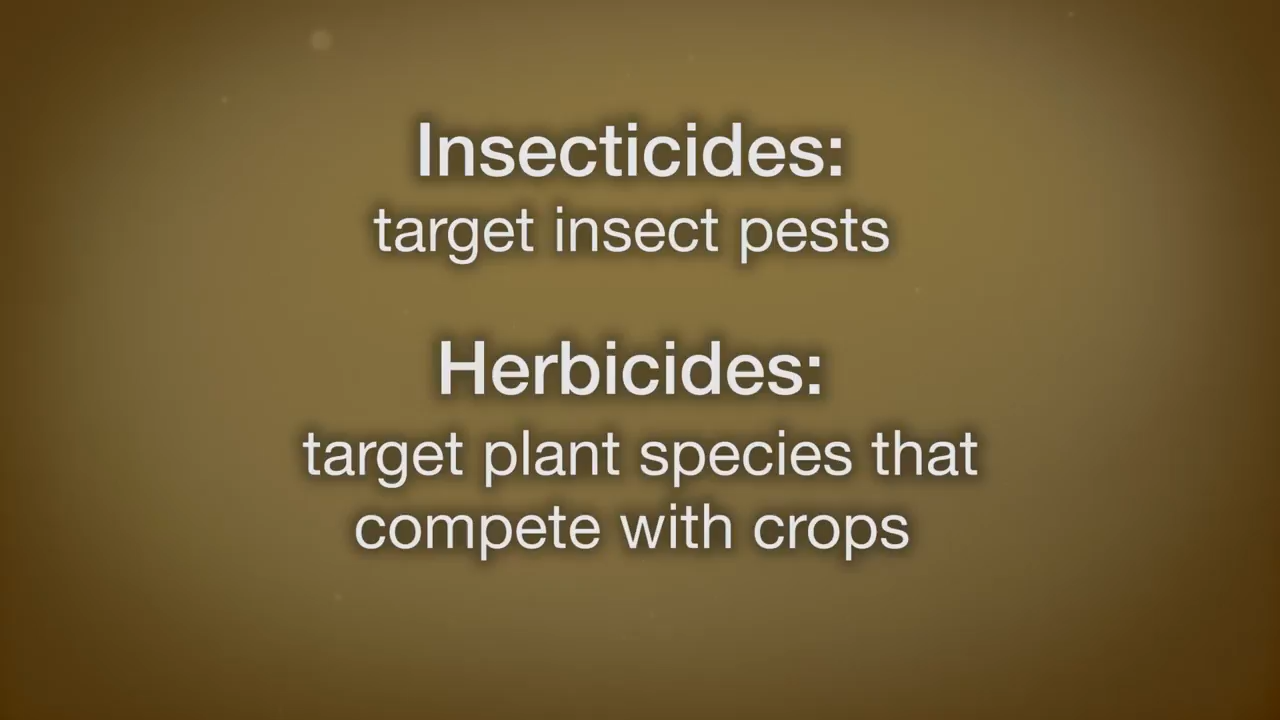 Insecticides:
target insect pests
Herbicides:
target plant species that
compete with crops